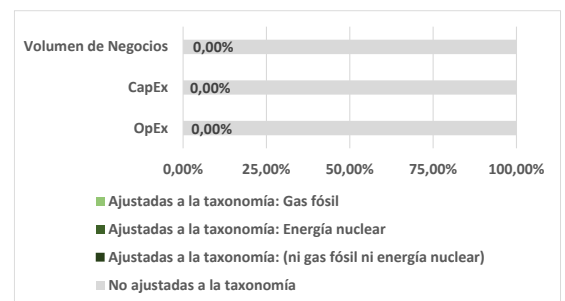 Volumen de Negocios
0,00%
CapEx
0,00%
OpEx
0,00%
0,00% 25,00% 50,00% 75,00% 100,00%
Ajustadas a la taxonomía: Gas fósil
Ajustadas a la taxonomía: Energía nuclear
Ajustadas a la taxonomía: (ni gas fósil ni energía nuclear)
No ajustadas a la taxonomía